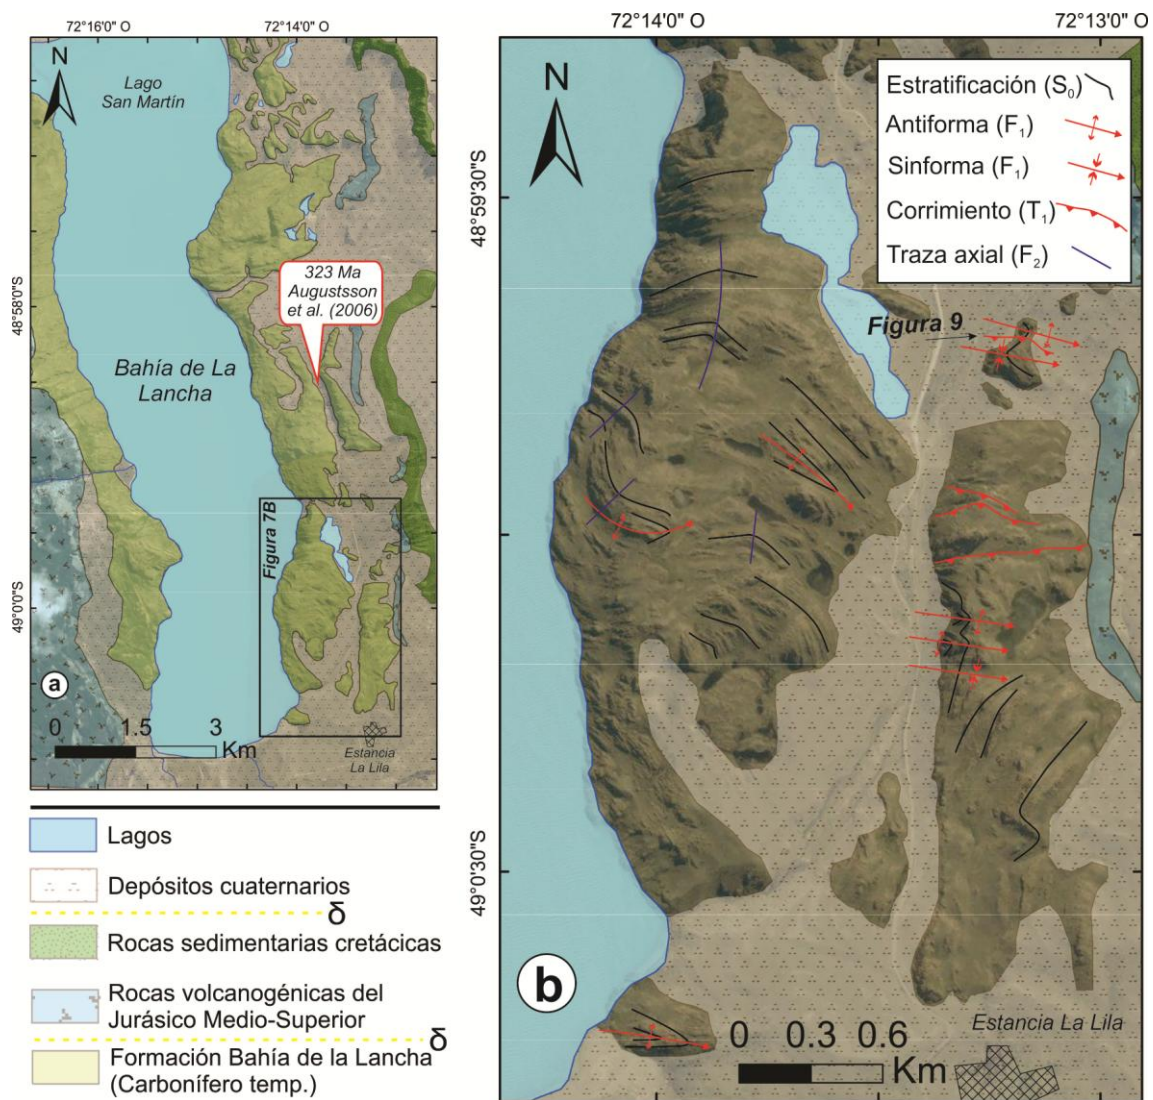 72°16'0" O
72°14'0" O
N
Lago
San Martín
48°58'0"S
323 Ma
Augustsson
et al. (2006)
Bahía de La
Lancha
Figura 7B
49°0'0"S
a
0 1.5 3
Km
Estancia
La Lila
Lagos
Depósitos cuaternarios
δ
Rocas sedimentarias cretácicas
Rocas volcanogénicas del
Jurásico Medio-Superior
δ
Formación Bahía de la Lancha
(Carbonífero temp.)
72°14'0" O
72°13'0" O
N
Estratificación (S0)
Antiforma (F1)
Sinforma (F1)
Corrimiento (T1)
Traza axial (F2)
48°59'30"S
Figura 9
49°0'30"S
b
0 0.3 0.6
Km
Estancia La Lila